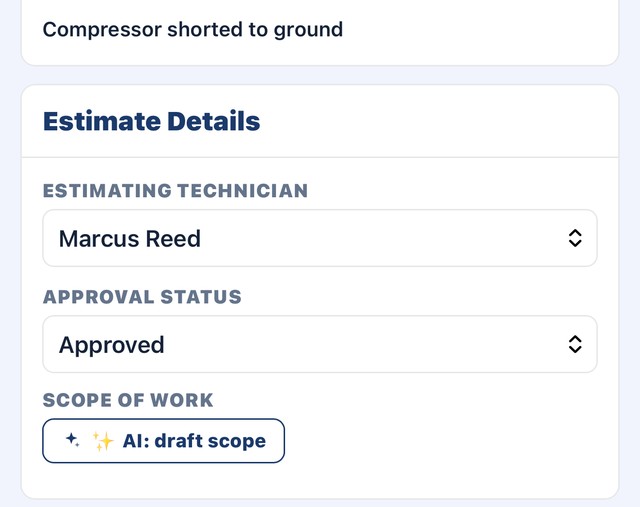 Compressor shorted to ground
Estimate Details
ESTIMATING TECHNICIAN
Marcus Reed
APPROVAL STATUS
Approved
SCOPE OF WORK
✨ AI: draft scope